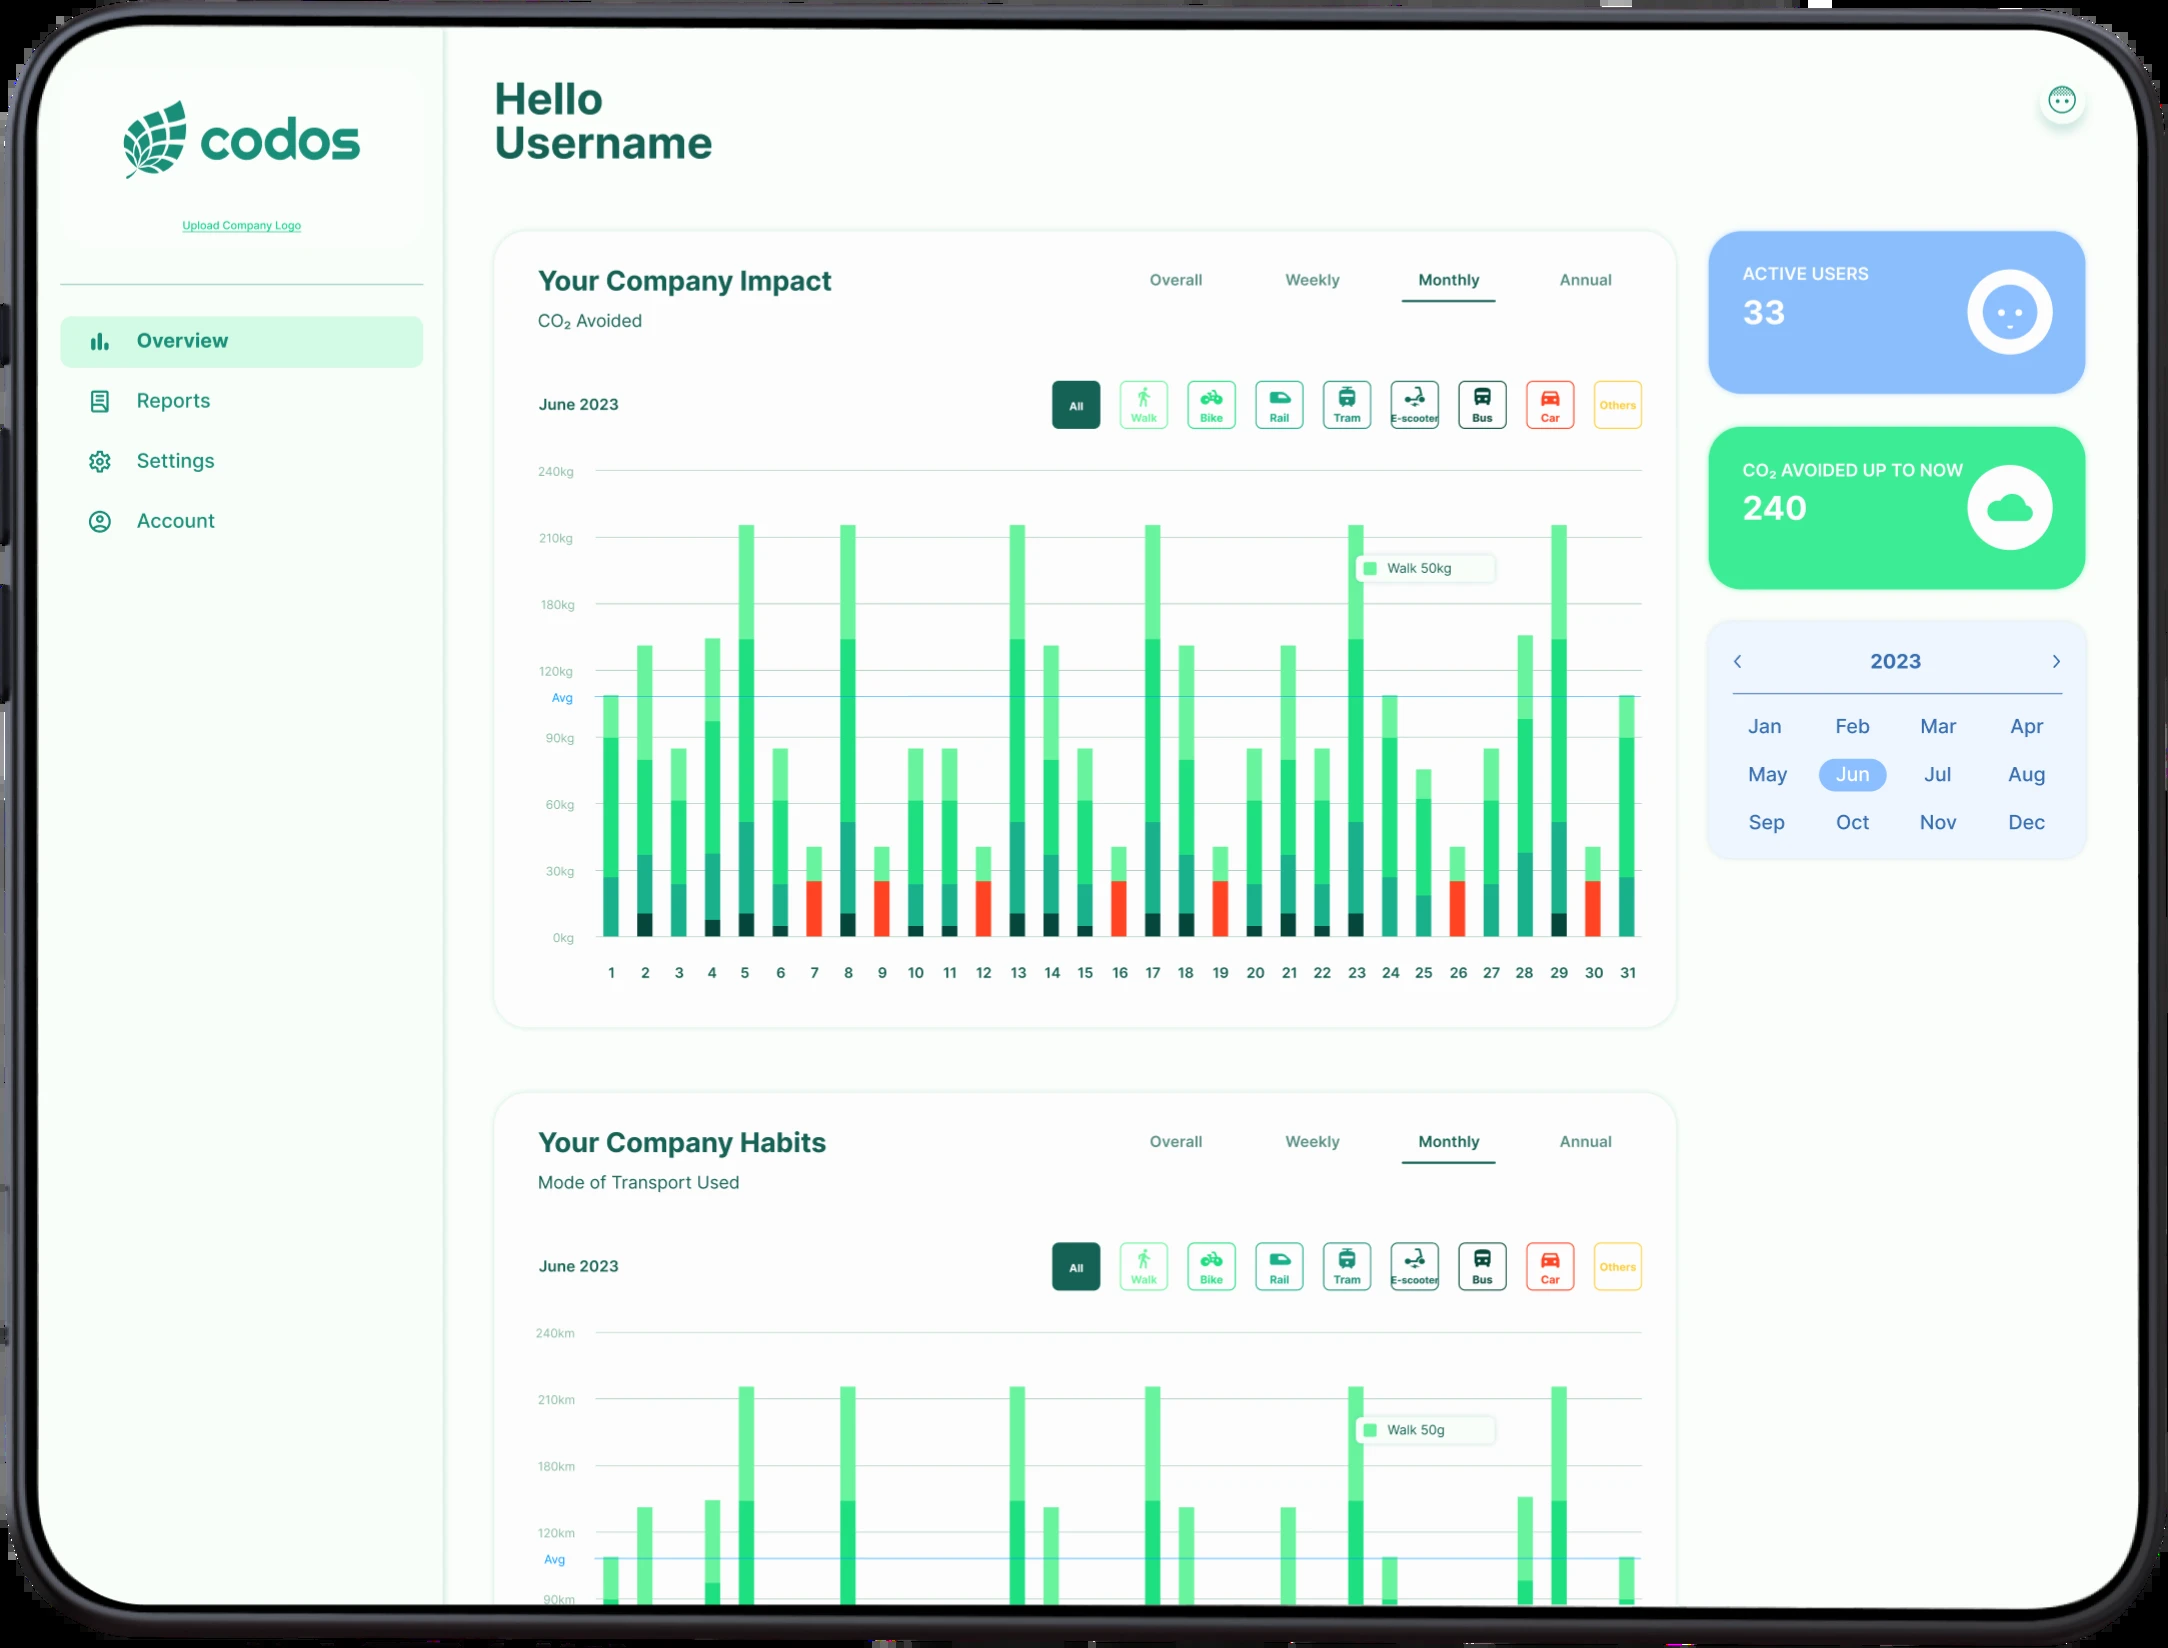 codos
Upload Company Logo
Overview
Reports
Settings
Account
Hello
Username
Your Company Impact
CO₂ Avoided
Overall Weekly Monthly Annual
June 2023
All Walk Bike Rail Tram E-scooter Bus Car Others
240kg
210kg
180kg
120kg
Avg
90kg
60kg
30kg
0kg
Walk 50kg
1 2 3 4 5 6 7 8 9 10 11 12 13 14 15 16 17 18 19 20 21 22 23 24 25 26 27 28 29 30 31
Your Company Habits
Mode of Transport Used
Overall Weekly Monthly Annual
June 2023
All Walk Bike Rail Tram E-scooter Bus Car Others
240km
210km
180km
120km
Avg
90km
Walk 50g
ACTIVE USERS
33
CO₂ AVOIDED UP TO NOW
240
2023
Jan Feb Mar Apr
May Jun Jul Aug
Sep Oct Nov Dec